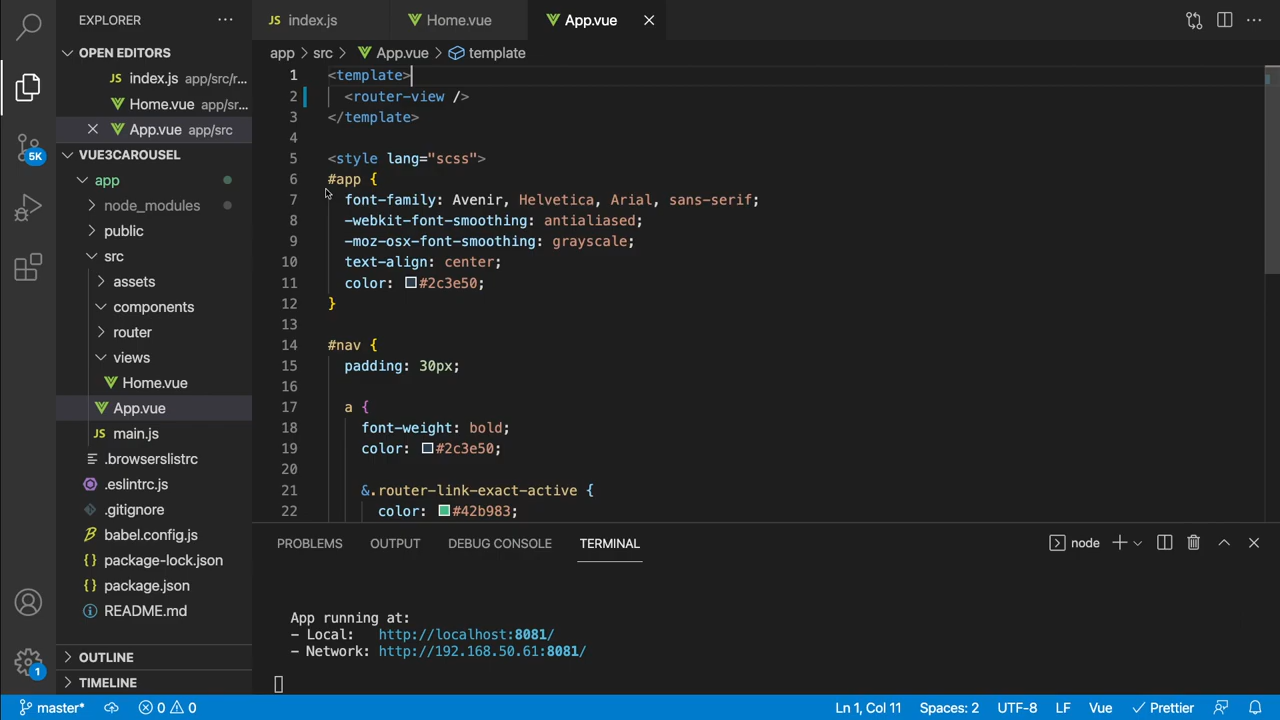 EXPLORER
OPEN EDITORS
JS index.js app/src/r...
Home.vue app/sr...
App.vue app/src
VUE3CAROUSEL
app
node_modules
public
src
assets
components
router
views
Home.vue
App.vue
JS main.js
.browserslistrc
.eslintrc.js
.gitignore
babel.config.js
{ } package-lock.json
{ } package.json
README.md
OUTLINE
TIMELINE
5K
1
JS index.js
Home.vue
App.vue
app > src > App.vue > template
1 <template>
2 <router-view />
3 </template>
4
5 <style lang="scss">
6 #app {
7 font-family: Avenir, Helvetica, Arial, sans-serif;
8 -webkit-font-smoothing: antialiased;
9 -moz-osx-font-smoothing: grayscale;
10 text-align: center;
11 color: #2c3e50;
12 }
13
14 #nav {
15 padding: 30px;
16
17 a {
18 font-weight: bold;
19 color: #2c3e50;
20
21 &.router-link-exact-active {
22 color: #42b983;
PROBLEMS OUTPUT DEBUG CONSOLE TERMINAL
node
App running at:
- Local: http://localhost:8081/
- Network: http://192.168.50.61:8081/
master* 0 0 Ln 1, Col 11 Spaces: 2 UTF-8 LF Vue Prettier